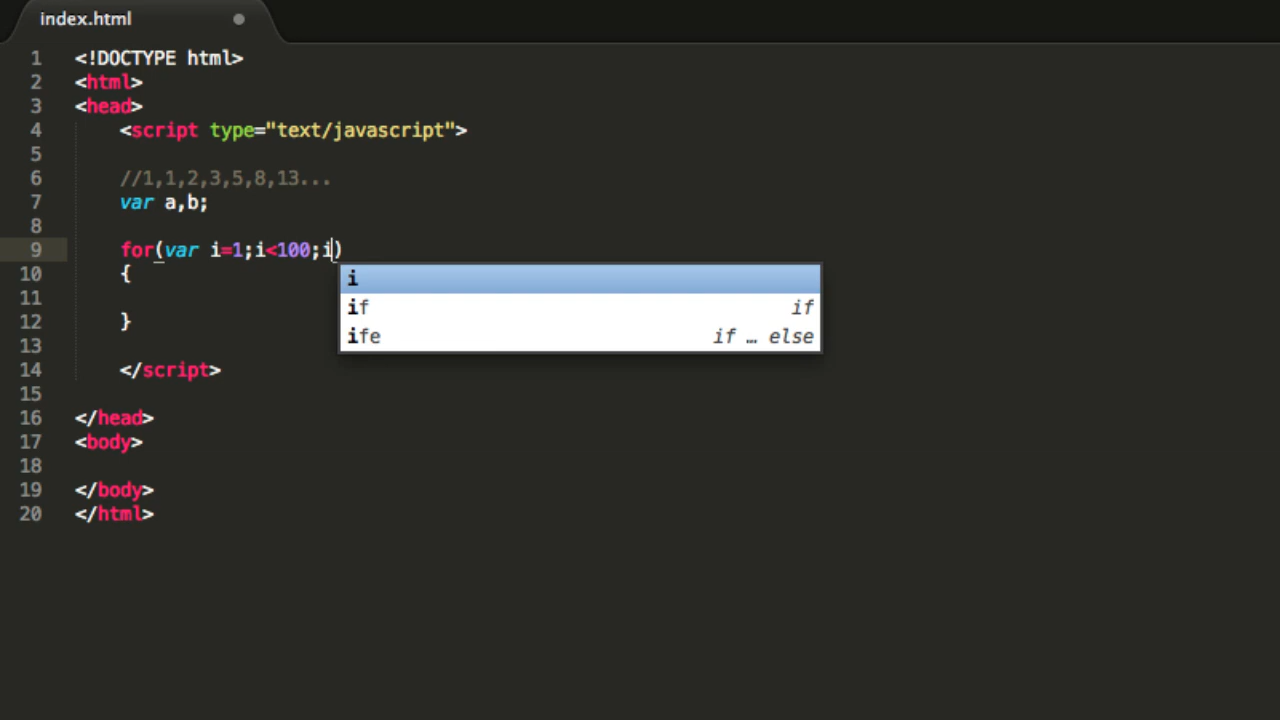 index.html
1 <!DOCTYPE html>
2 <html>
3 <head>
4 <script type="text/javascript">
5
6 //1,1,2,3,5,8,13...
7 var a,b;
8
9 for(var i=1;i<100;i)
10 {
i
11
if if
12 }
ife if … else
13
14 </script>
15
16 </head>
17 <body>
18
19 </body>
20 </html>